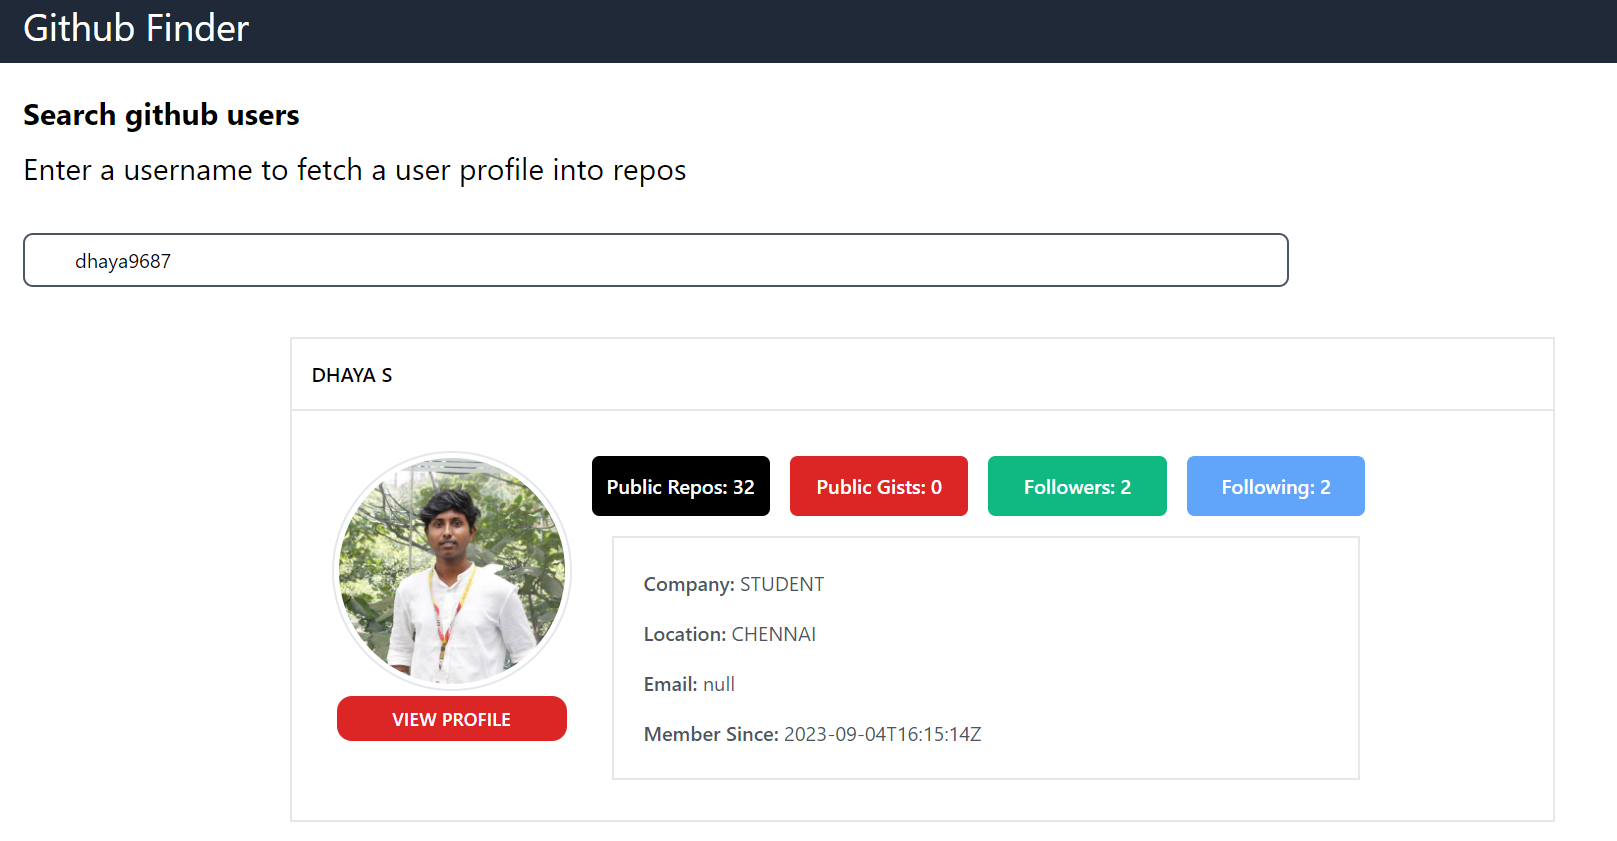 Github Finder
Search github users
Enter a username to fetch a user profile into repos
dhaya9687
DHAYA S
Public Repos: 32
Public Gists: 0
Followers: 2
Following: 2
Company: STUDENT
Location: CHENNAI
Email: null
Member Since: 2023-09-04T16:15:14Z
VIEW PROFILE